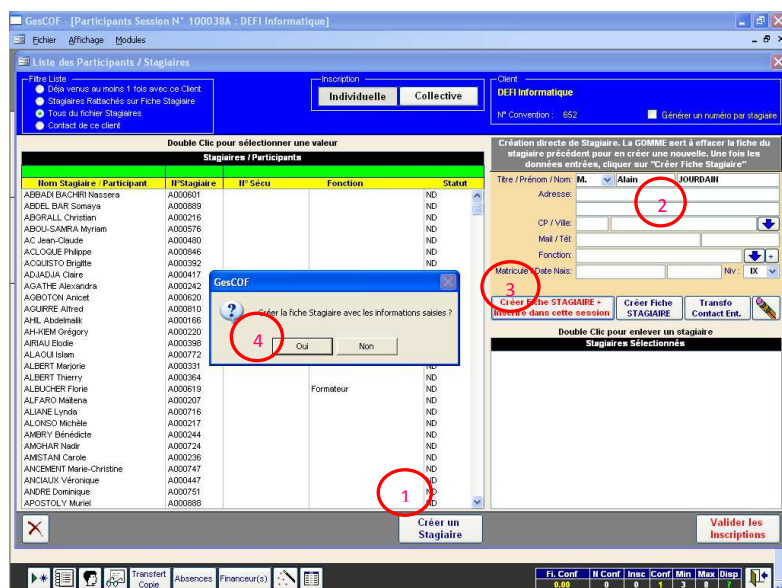 GesCOF - [Participants Session N° 100038A : DEFI Informatique]
Fichier Affichage Modules
Liste des Participants / Stagiaires
Filtre Liste
Déja venus au moins 1 fois avec ce Client
Stagiaires Rattachés sur Fiche Stagiaire
Tous du fichier Stagiaires
Contact de ce client
Inscription
Individuelle Collective
Client
DEFI Informatique
N° Convention : 652
Générer un numéro par stagiaire
Double Clic pour sélectionner une valeur
Stagiaires / Participants
Nom Stagiaire / Participant N°Stagiaire N° Sécu Fonction Statut
ABBADI BACHIRI Nassera A000601 ND
ABDEL BAR Somaya A000889 ND
ABGRALL Christian A000216 ND
ABOU-SAMRA Myriam A000576 ND
AC Jean-Claude A000480 ND
ACLOQUE Philippe A000846 ND
ACQUISTO Brigitte A000392 ND
ADJADJA Claire A000417
AGATHE Alexandra A000242
AGBOTON Anicet A000620
AGUIRRE Alfred A000810
AHIL Abdelmalik A000166
AH-KIEM Grégory A000220
AIRIAU Elodie A000398
ALAOUI Islam A000772
ALBERT Marjorie A000331
ALBERT Thierry A000364 ND
ALBUCHER Florie A000619 Formateur ND
ALFARO Maïtena A000207 ND
ALIANE Lynda A000716 ND
ALONSO Michèle A000217 ND
AMBRY Bénédicte A000244 ND
AMGHAR Nadir A000724 ND
AMISTANI Carole A000236 ND
ANCEMENT Marie-Christine A000747 ND
ANCIAUX Véronique A000447 ND
ANDRE Dominique A000751 ND
APOSTOLY Muriel A000888 ND
Création directe de Stagiaire. La GOMME sert à effacer la fiche du
stagiaire précédent pour en créer une nouvelle. Une fois les
données entrées, cliquer sur "Créer Fiche Stagiaire"
Titre / Prénom / Nom: M. Alain JOURDAIN
Adresse:
2
CP / Ville:
Mail / Tél:
Fonction: +
Matricule / Date Nais: Niv : IX
3
Créer Fiche STAGIAIRE +
Inscrire dans cette session
Créer Fiche
STAGIAIRE
Transfo
Contact Ent.
Double Clic pour enlever un stagiaire
Stagiaires Sélectionnés
GesCOF
Créer la fiche Stagiaire avec les informations saisies ?
4
Oui Non
1
Créer un
Stagiaire
Valider les
Inscriptions
Transfert
Copie
Absences Financeur(s)
Fi. Conf N Conf Insc Conf Min Max Disp
0.00 0 0 1 3 8 7